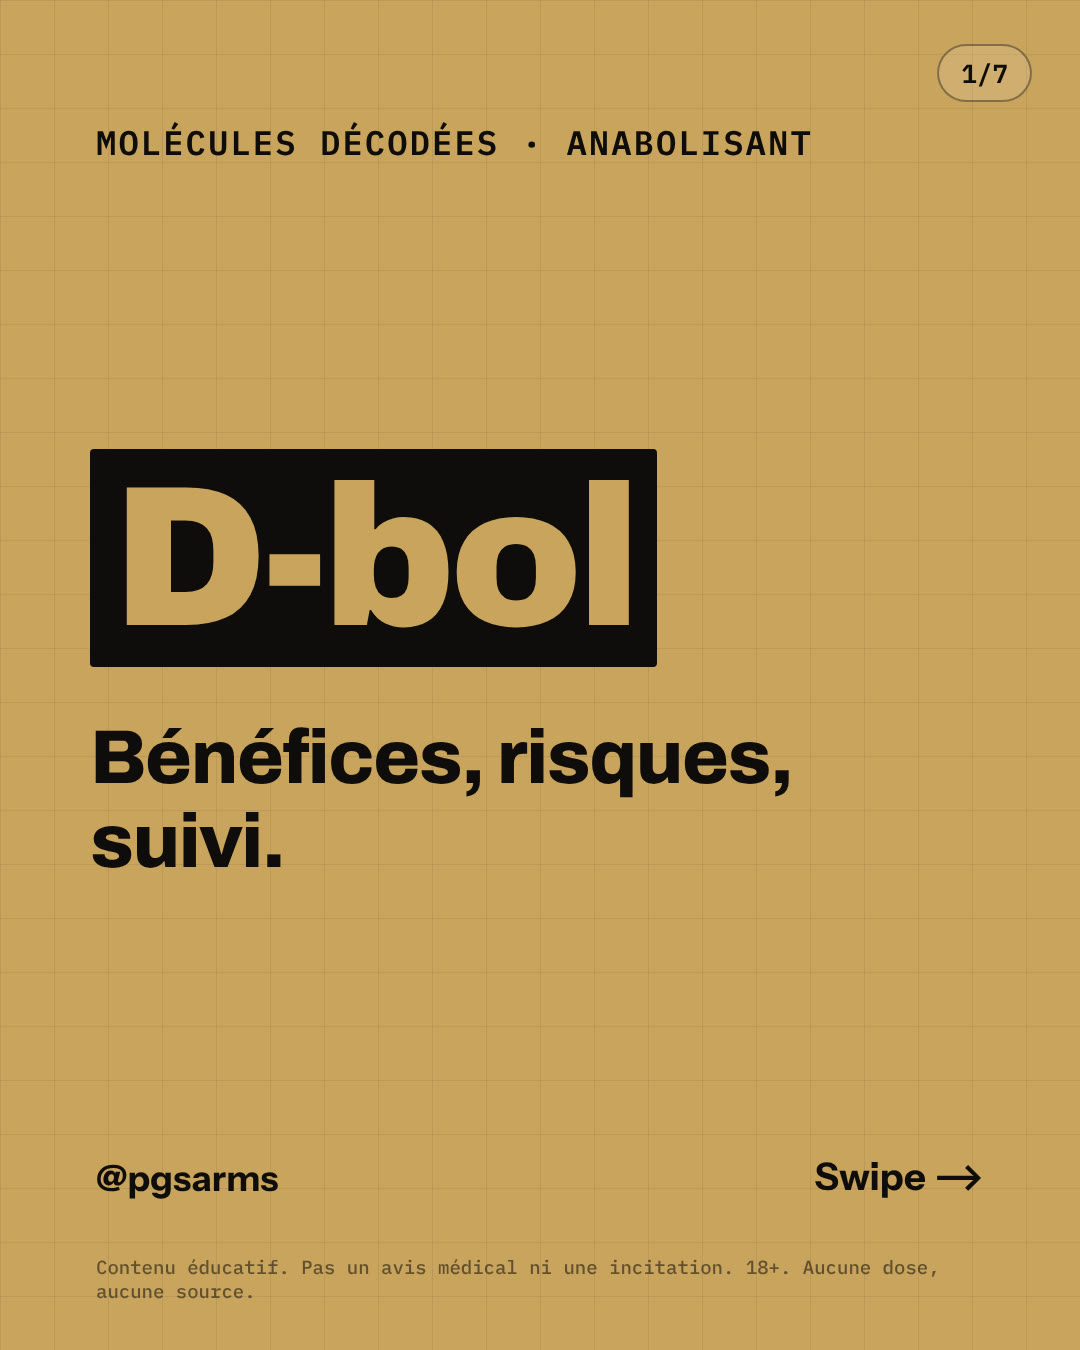 1/7
MOLÉCULES DÉCODÉES · ANABOLISANT
D-bol
Bénéfices, risques,
suivi.
@pgsarms
Swipe →
Contenu éducatif. Pas un avis médical ni une incitation. 18+. Aucune dose,
aucune source.